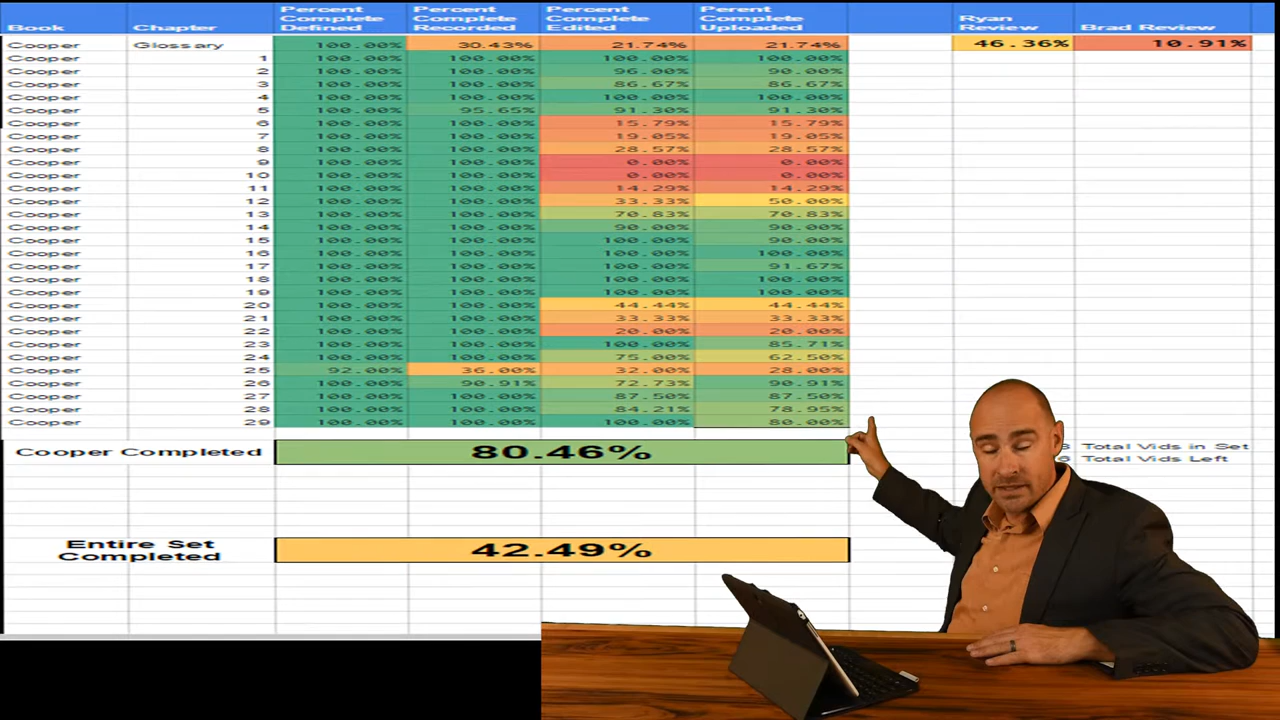 Book Chapter Percent Complete Defined Percent Complete Recorded Percent Complete Edited Perent Complete Uploaded Ryan Review Brad Review
Cooper Glossary 100.00% 30.43% 21.74% 21.74% 46.36% 10.91%
Cooper 1 100.00% 100.00% 100.00% 100.00%
Cooper 2 100.00% 100.00% 96.00% 90.00%
Cooper 3 100.00% 100.00% 86.67% 86.67%
Cooper 4 100.00% 100.00% 100.00% 100.00%
Cooper 5 100.00% 95.65% 91.30% 91.30%
Cooper 6 100.00% 100.00% 15.79% 15.79%
Cooper 7 100.00% 100.00% 19.05% 19.05%
Cooper 8 100.00% 100.00% 28.57% 28.57%
Cooper 9 100.00% 100.00% 0.00% 0.00%
Cooper 10 100.00% 100.00% 0.00% 0.00%
Cooper 11 100.00% 100.00% 14.29% 14.29%
Cooper 12 100.00% 100.00% 33.33% 50.00%
Cooper 13 100.00% 100.00% 70.83% 70.83%
Cooper 14 100.00% 100.00% 90.00% 90.00%
Cooper 15 100.00% 100.00% 100.00% 90.00%
Cooper 16 100.00% 100.00% 100.00% 100.00%
Cooper 17 100.00% 100.00% 100.00% 91.67%
Cooper 18 100.00% 100.00% 100.00% 100.00%
Cooper 19 100.00% 100.00% 100.00% 100.00%
Cooper 20 100.00% 100.00% 44.44% 44.44%
Cooper 21 100.00% 100.00% 33.33% 33.33%
Cooper 22 100.00% 100.00% 20.00% 20.00%
Cooper 23 100.00% 100.00% 100.00% 85.71%
Cooper 24 100.00% 100.00% 75.00% 62.50%
Cooper 25 92.00% 36.00% 32.00% 28.00%
Cooper 26 100.00% 90.91% 72.73% 90.91%
Cooper 27 100.00% 100.00% 87.50% 87.50%
Cooper 28 100.00% 100.00% 84.21% 78.95%
Cooper 29 100.00% 100.00% 100.00% 80.00%
Cooper Completed 80.46% Total Vids in Set
Total Vids Left
Entire Set Completed 42.49%